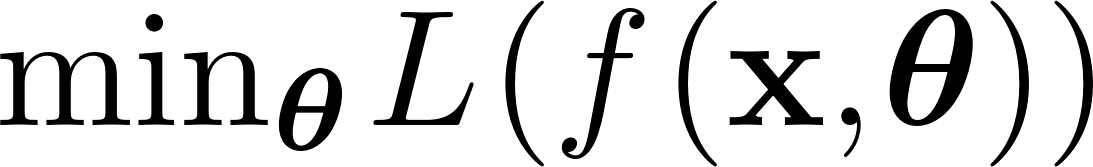 min_𝜽 L (f (𝐱, 𝜽))